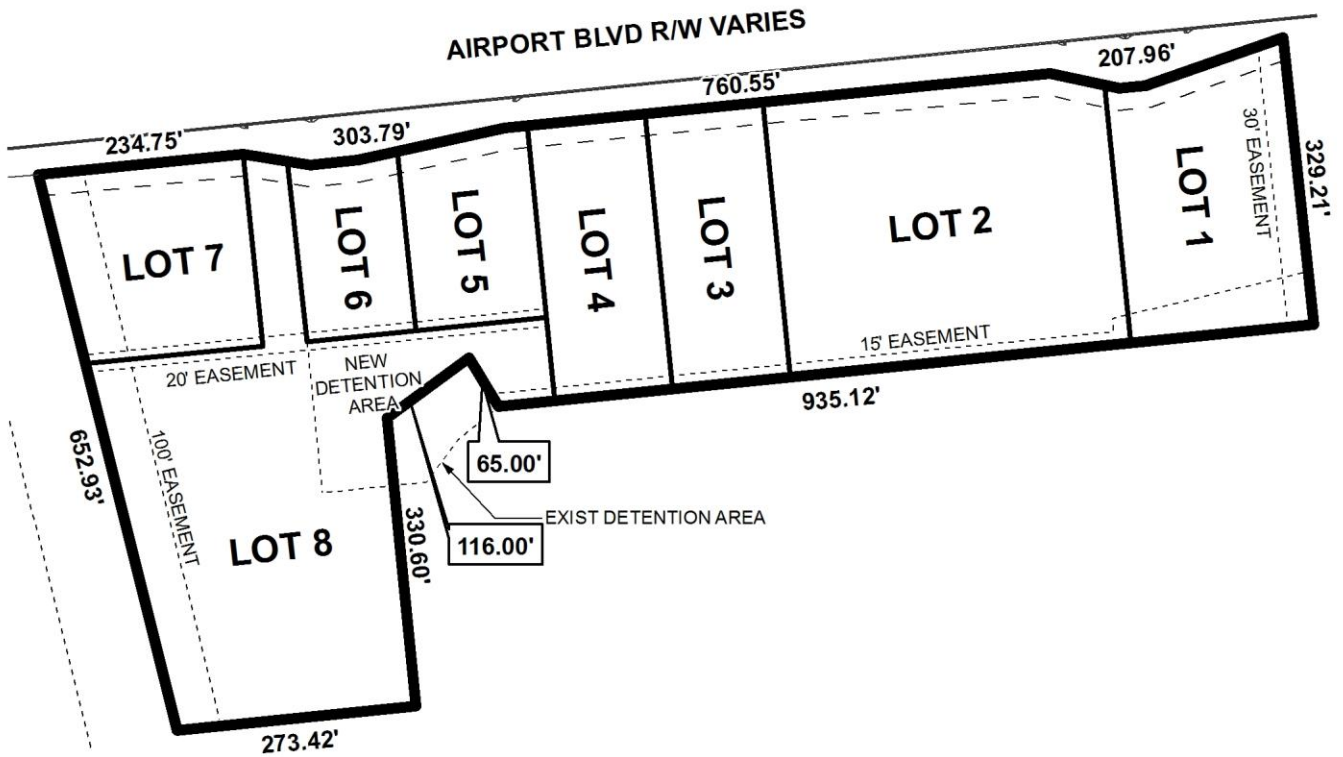 AIRPORT BLVD R/W VARIES
234.75'
303.79'
760.55'
207.96'
329.21'
30' EASEMENT
LOT 7
LOT 6
LOT 5
LOT 4
LOT 3
LOT 2
LOT 1
15' EASEMENT
20' EASEMENT
NEW
DETENTION
AREA
935.12'
652.93'
100' EASEMENT
65.00'
EXIST DETENTION AREA
116.00'
330.60'
LOT 8
273.42'